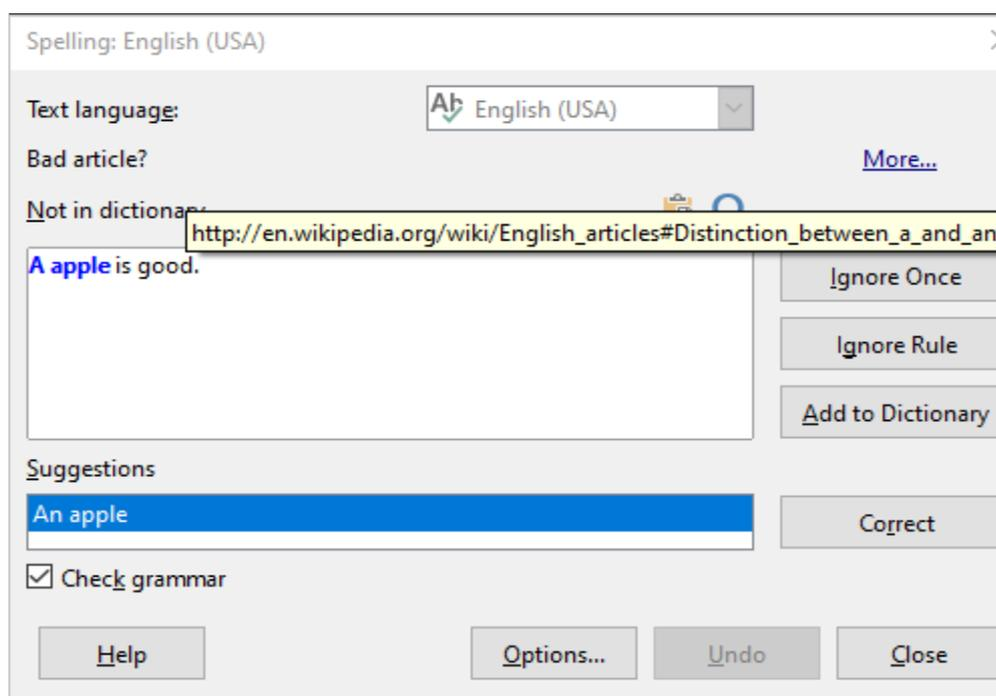 Spelling: English (USA)
Text language:
English (USA)
Bad article?
More...
Not in dictionary
http://en.wikipedia.org/wiki/English_articles#Distinction_between_a_and_an
A apple is good.
Ignore Once
Ignore Rule
Add to Dictionary
Suggestions
An apple
Correct
Check grammar
Help
Options...
Undo
Close